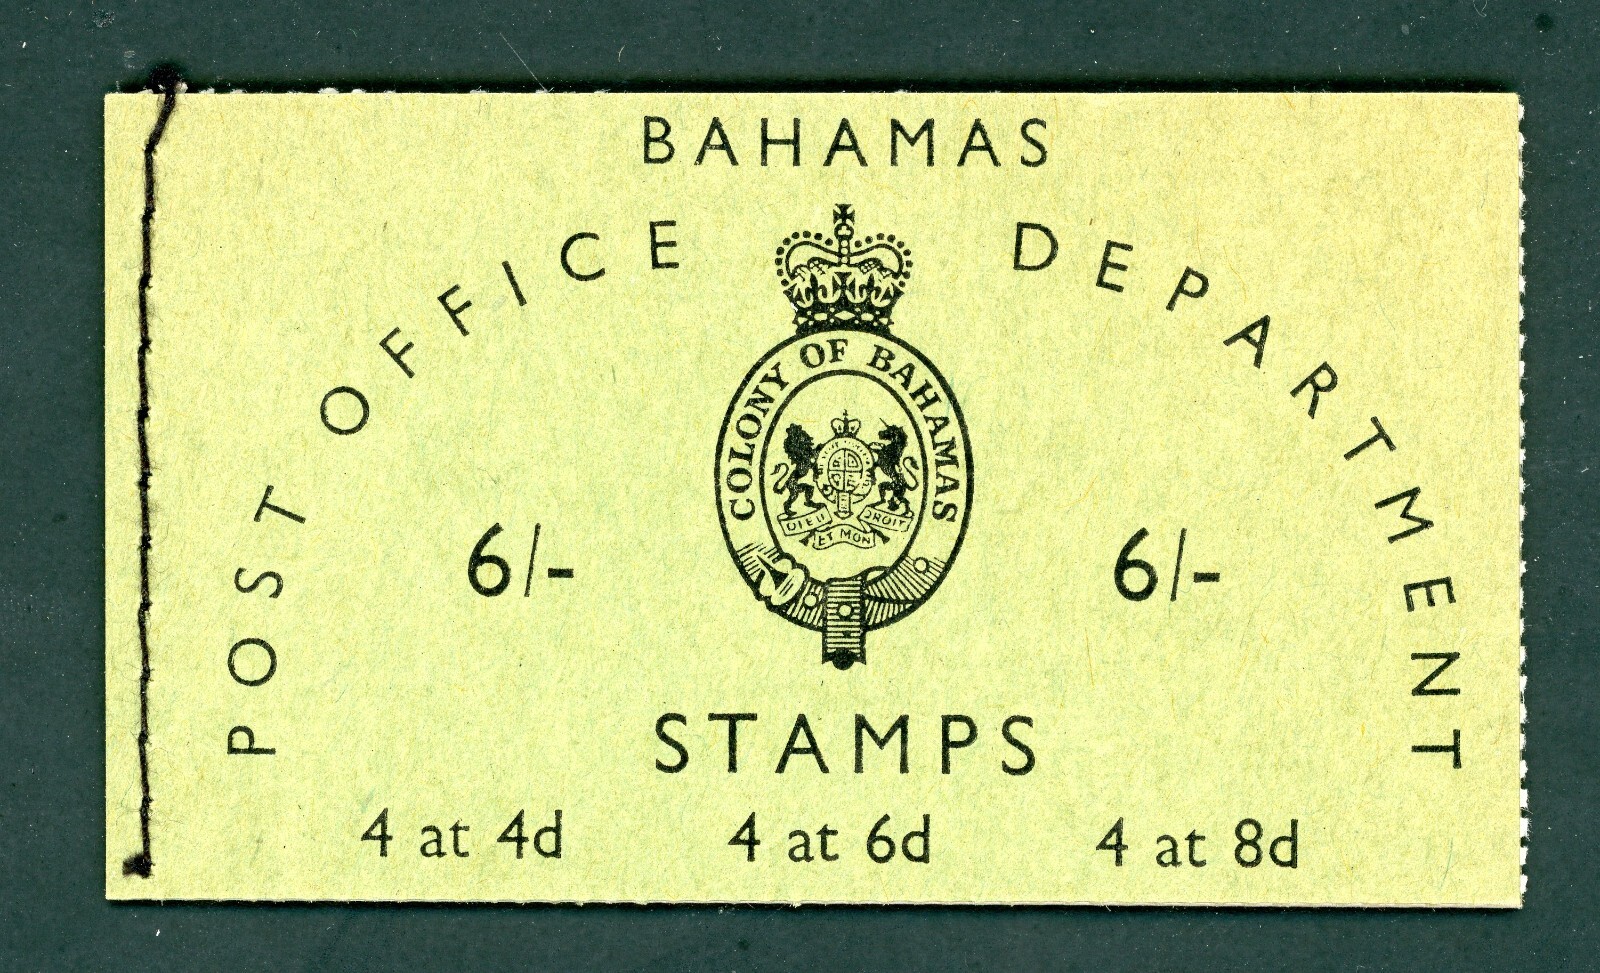 BAHAMAS
POST OFFICE DEPARTMENT
COLONY OF BAHAMAS
DIEU ET MON DROIT
6/- 6/-
STAMPS
4 at 4d 4 at 6d 4 at 8d